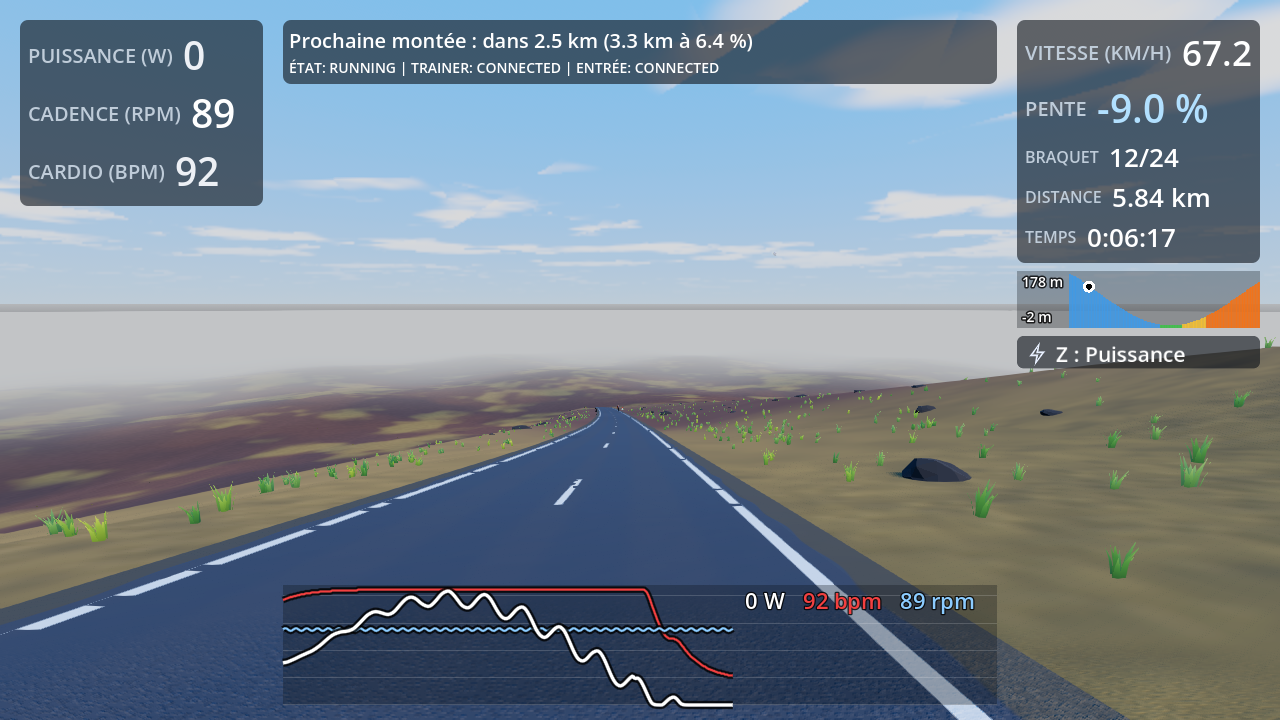 PUISSANCE (W) 0
CADENCE (RPM) 89
CARDIO (BPM) 92
Prochaine montée : dans 2.5 km (3.3 km à 6.4 %)
ÉTAT: RUNNING | TRAINER: CONNECTED | ENTRÉE: CONNECTED
VITESSE (KM/H) 67.2
PENTE -9.0 %
BRAQUET 12/24
DISTANCE 5.84 km
TEMPS 0:06:17
178 m
-2 m
Z : Puissance
0 W 92 bpm 89 rpm